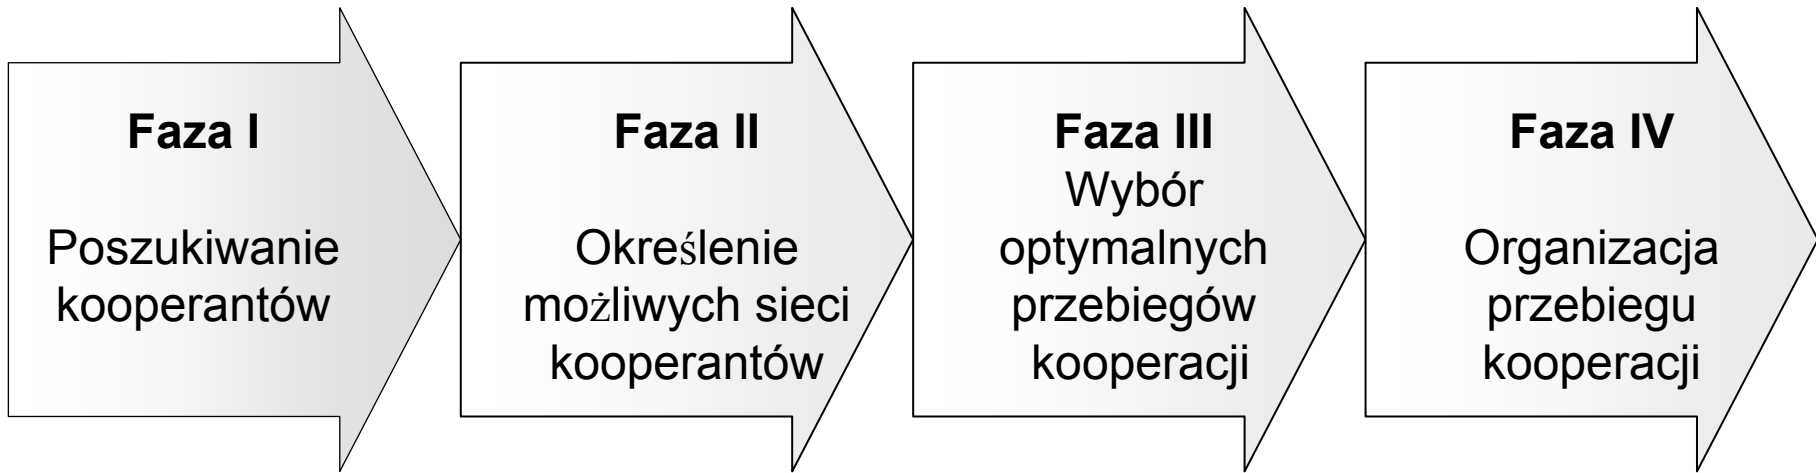 Faza I
Poszukiwanie
kooperantów
Faza II
Określenie
możliwych sieci
kooperantów
Faza III
Wybór
optymalnych
przebiegów
kooperacji
Faza IV
Organizacja
przebiegu
kooperacji